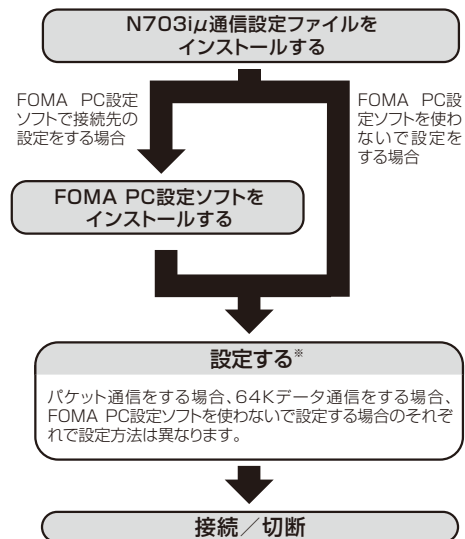 N703iμ通信設定ファイルを
インストールする
FOMA PC設定
ソフトで接続先の
設定をする場合
FOMA PC設
定ソフトを使わ
ないで設定を
する場合
FOMA PC設定ソフトを
インストールする
設定する※
パケット通信をする場合、64Kデータ通信をする場合、
FOMA PC設定ソフトを使わないで設定する場合のそれぞ
れで設定方法は異なります。
接続／切断